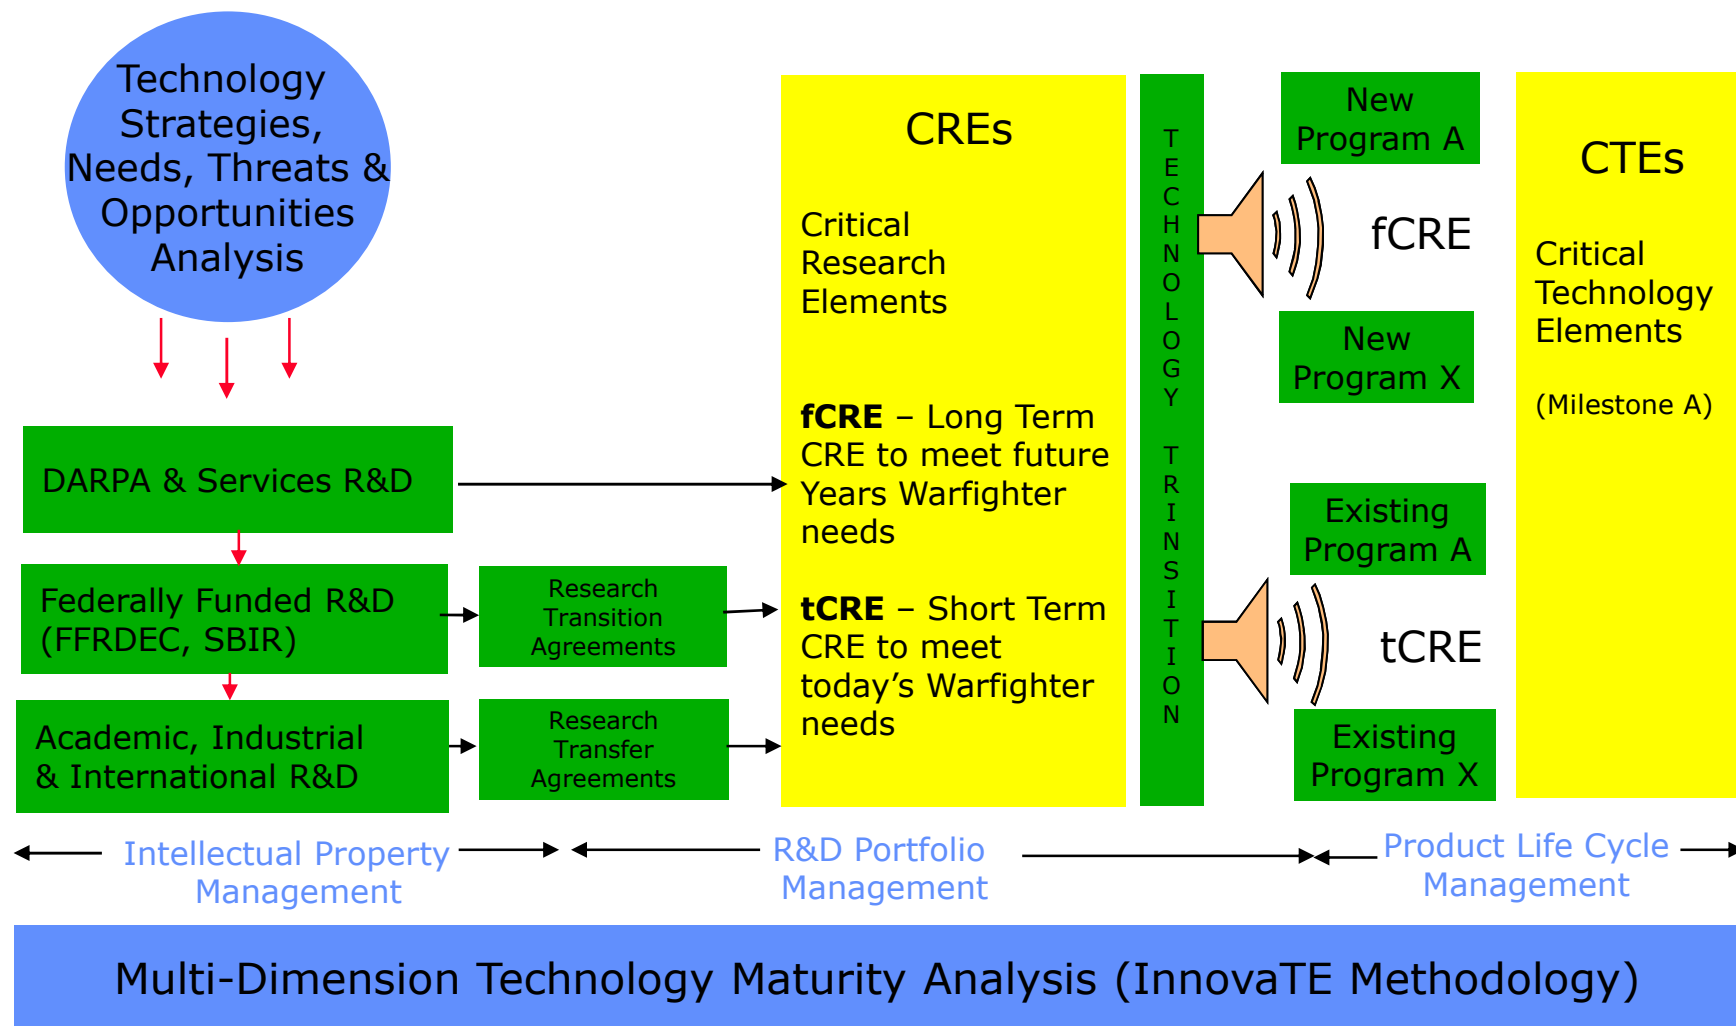 Technology
Strategies,
Needs, Threats &
Opportunities
Analysis
DARPA & Services R&D
Federally Funded R&D
(FFRDEC, SBIR)
Academic, Industrial
& International R&D
Research
Transition
Agreements
Research
Transfer
Agreements
CREs
Critical
Research
Elements
fCRE – Long Term
CRE to meet future
Years Warfighter
needs
tCRE – Short Term
CRE to meet
today’s Warfighter
needs
TECHNOLOGY TRINSITION
New
Program A
fCRE
New
Program X
Existing
Program A
tCRE
Existing
Program X
CTEs
Critical
Technology
Elements
(Milestone A)
Intellectual Property
Management
R&D Portfolio
Management
Product Life Cycle
Management
Multi-Dimension Technology Maturity Analysis (InnovaTE Methodology)